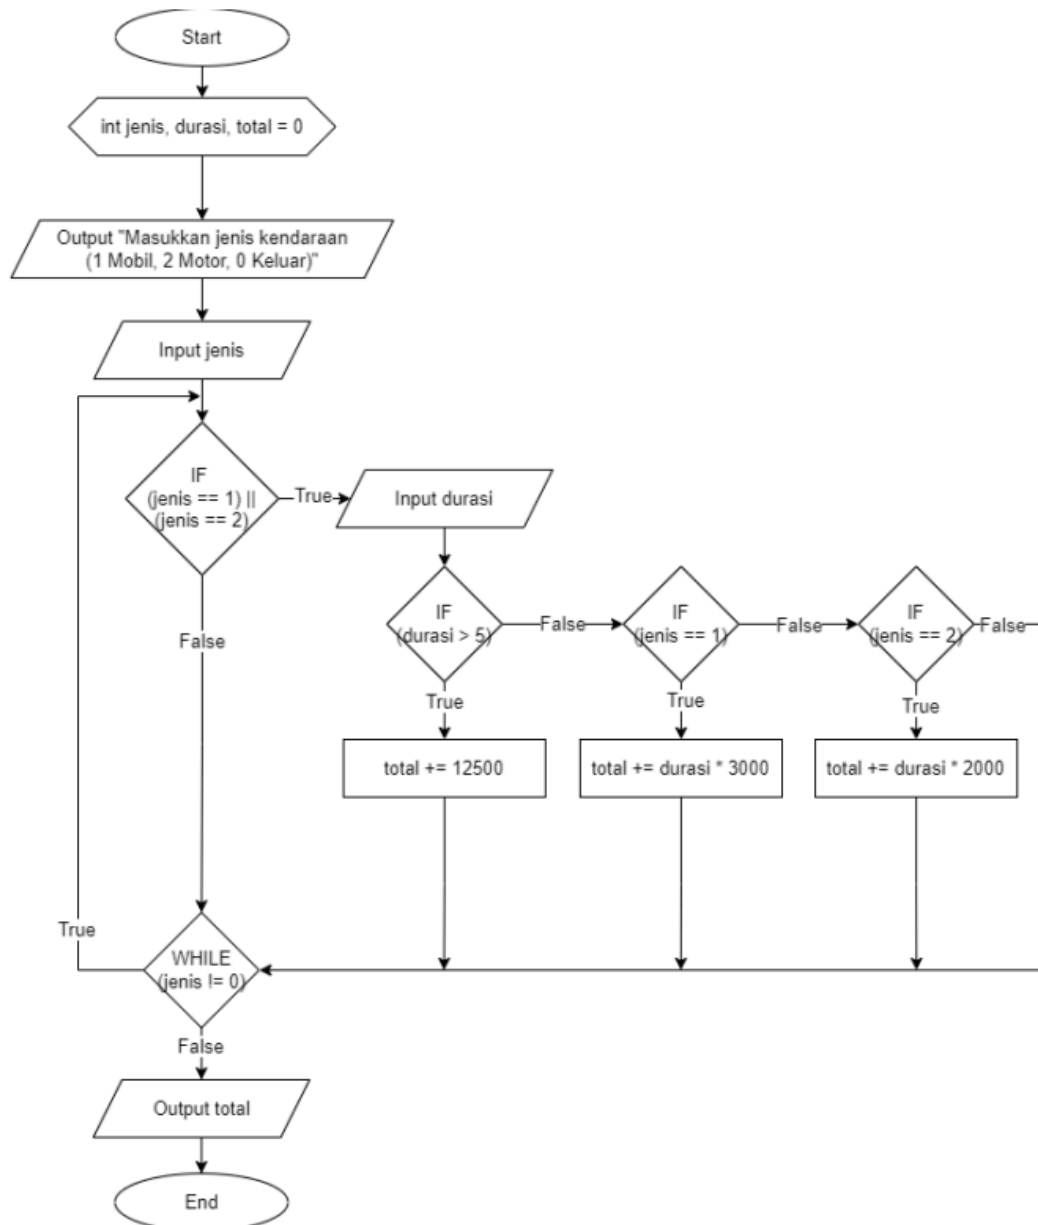 Start
int jenis, durasi, total = 0
Output "Masukkan jenis kendaraan
(1 Mobil, 2 Motor, 0 Keluar)"
Input jenis
IF
(jenis == 1) ||
(jenis == 2)
True
Input durasi
False
IF
(durasi > 5)
False
IF
(jenis == 1)
False
IF
(jenis == 2)
False
True
True
True
total += 12500
total += durasi * 3000
total += durasi * 2000
True
WHILE
(jenis != 0)
False
Output total
End